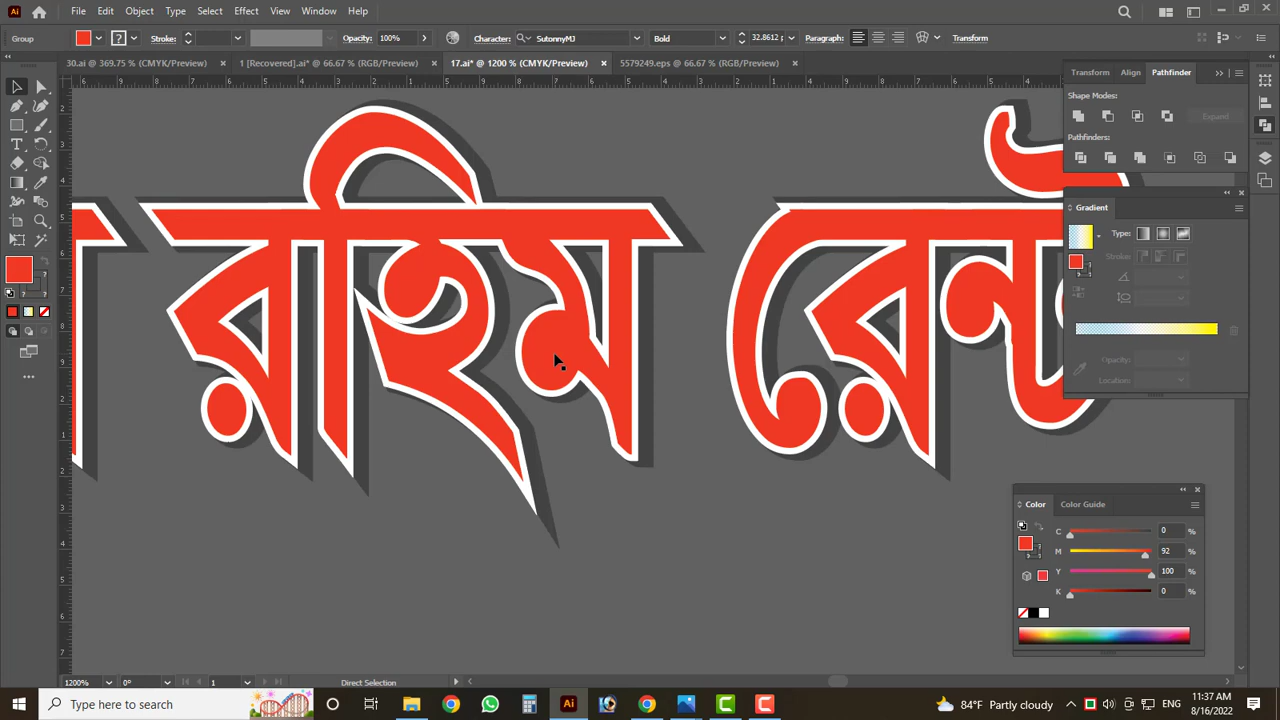 File Edit Object Type Select Effect View Window Help
Group Stroke: Opacity: 100% Character: SutonnyMJ Bold 32.8612 p Paragraph: Transform
30.ai @ 369.75 % (CMYK/Preview) × 1 [Recovered].ai* @ 66.67 % (RGB/Preview) × 17.ai* @ 1200 % (CMYK/Preview) × 5579249.eps @ 66.67 % (RGB/Preview) ×
Transform Align Pathfinder
Shape Modes:
Expand
Pathfinders:
Gradient
Type:
Stroke:
Opacity:
Location:
রহিম রেন্ট
Color Color Guide
C 0 %
M 92 %
Y 100 %
K 0 %
1200% 0° 1 Direct Selection
Type here to search 84°F Partly cloudy 11:37 AM
8/16/2022